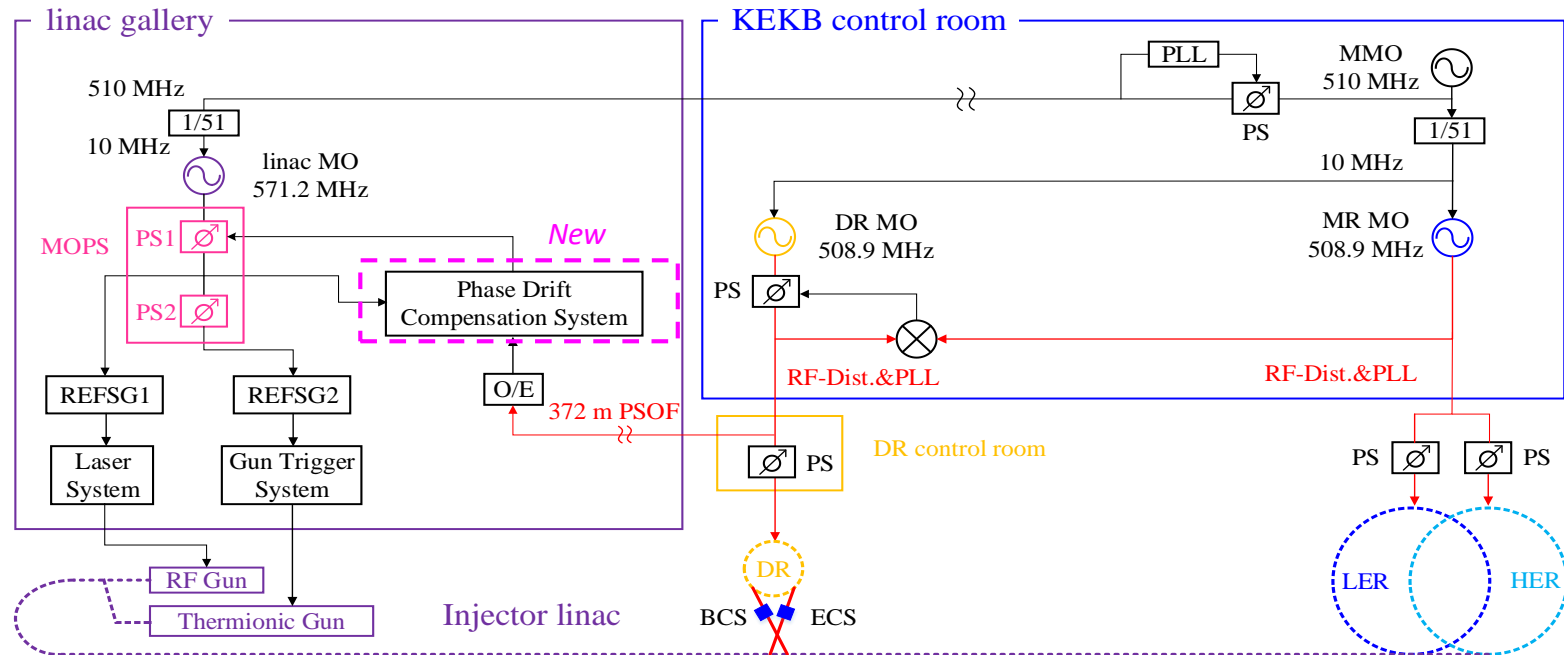 linac gallery
KEKB control room
510 MHz
1/51
10 MHz
linac MO
571.2 MHz
MOPS
PS1
PS2
New
Phase Drift
Compensation System
REFSG1
REFSG2
O/E
372 m PSOF
Laser
System
Gun Trigger
System
RF Gun
Thermionic Gun
Injector linac
PLL
PS
MMO
510 MHz
1/51
10 MHz
DR MO
508.9 MHz
MR MO
508.9 MHz
PS
RF-Dist.&PLL
RF-Dist.&PLL
PS
DR control room
PS
PS
DR
BCS
ECS
LER
HER